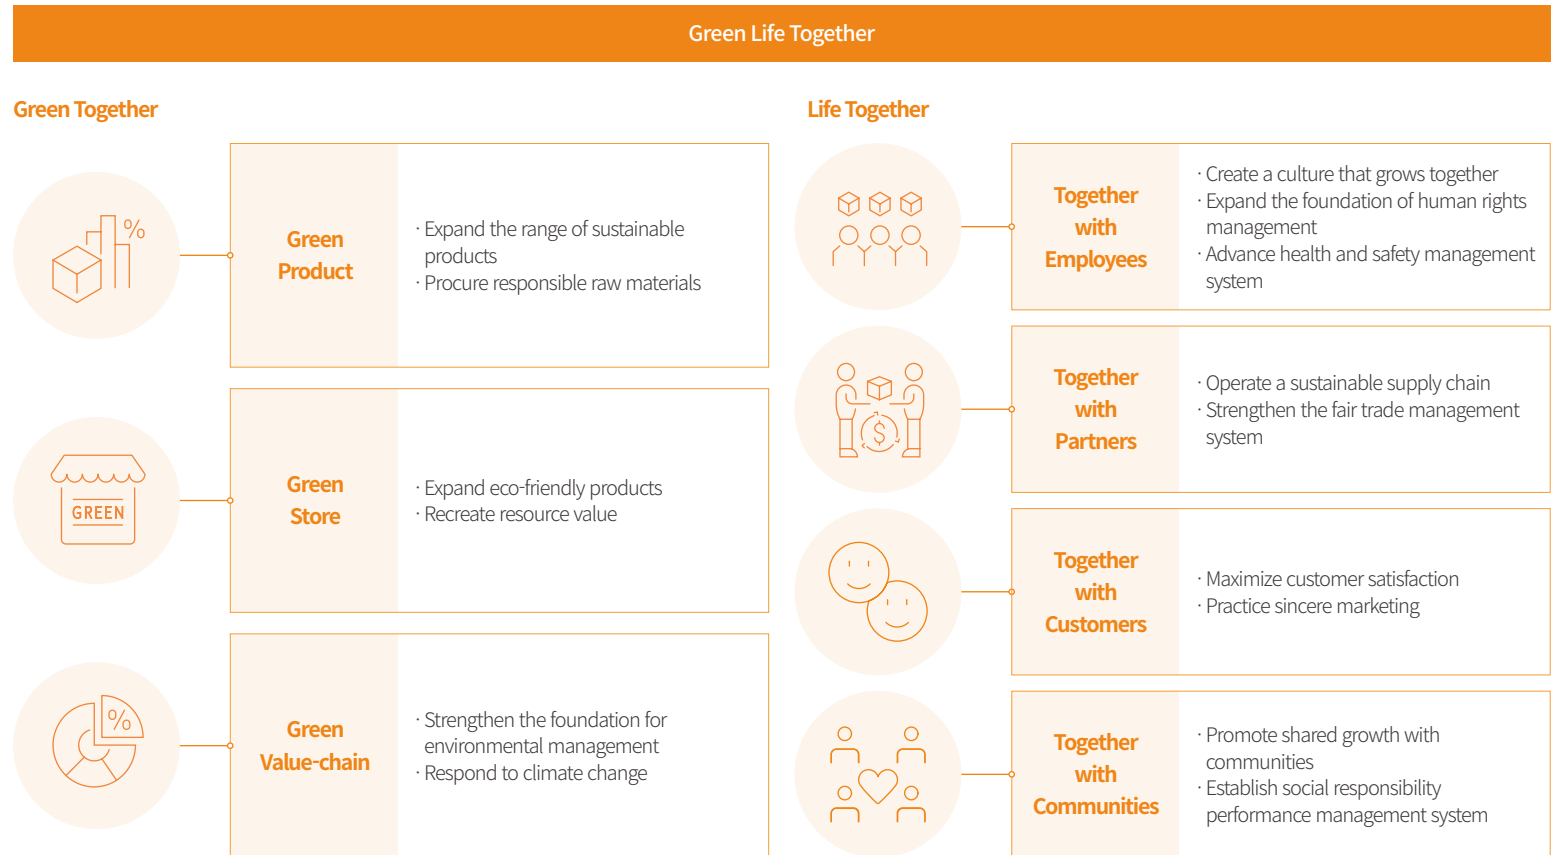 Green Life Together
Green Together
%
Green
Product
· Expand the range of sustainable
products
· Procure responsible raw materials
GREEN
Green
Store
· Expand eco-friendly products
· Recreate resource value
%
Green
Value-chain
· Strengthen the foundation for
environmental management
· Respond to climate change
Life Together
Together
with
Employees
· Create a culture that grows together
· Expand the foundation of human rights
management
· Advance health and safety management
system
$
Together
with
Partners
· Operate a sustainable supply chain
· Strengthen the fair trade management
system
Together
with
Customers
· Maximize customer satisfaction
· Practice sincere marketing
Together
with
Communities
· Promote shared growth with
communities
· Establish social responsibility
performance management system